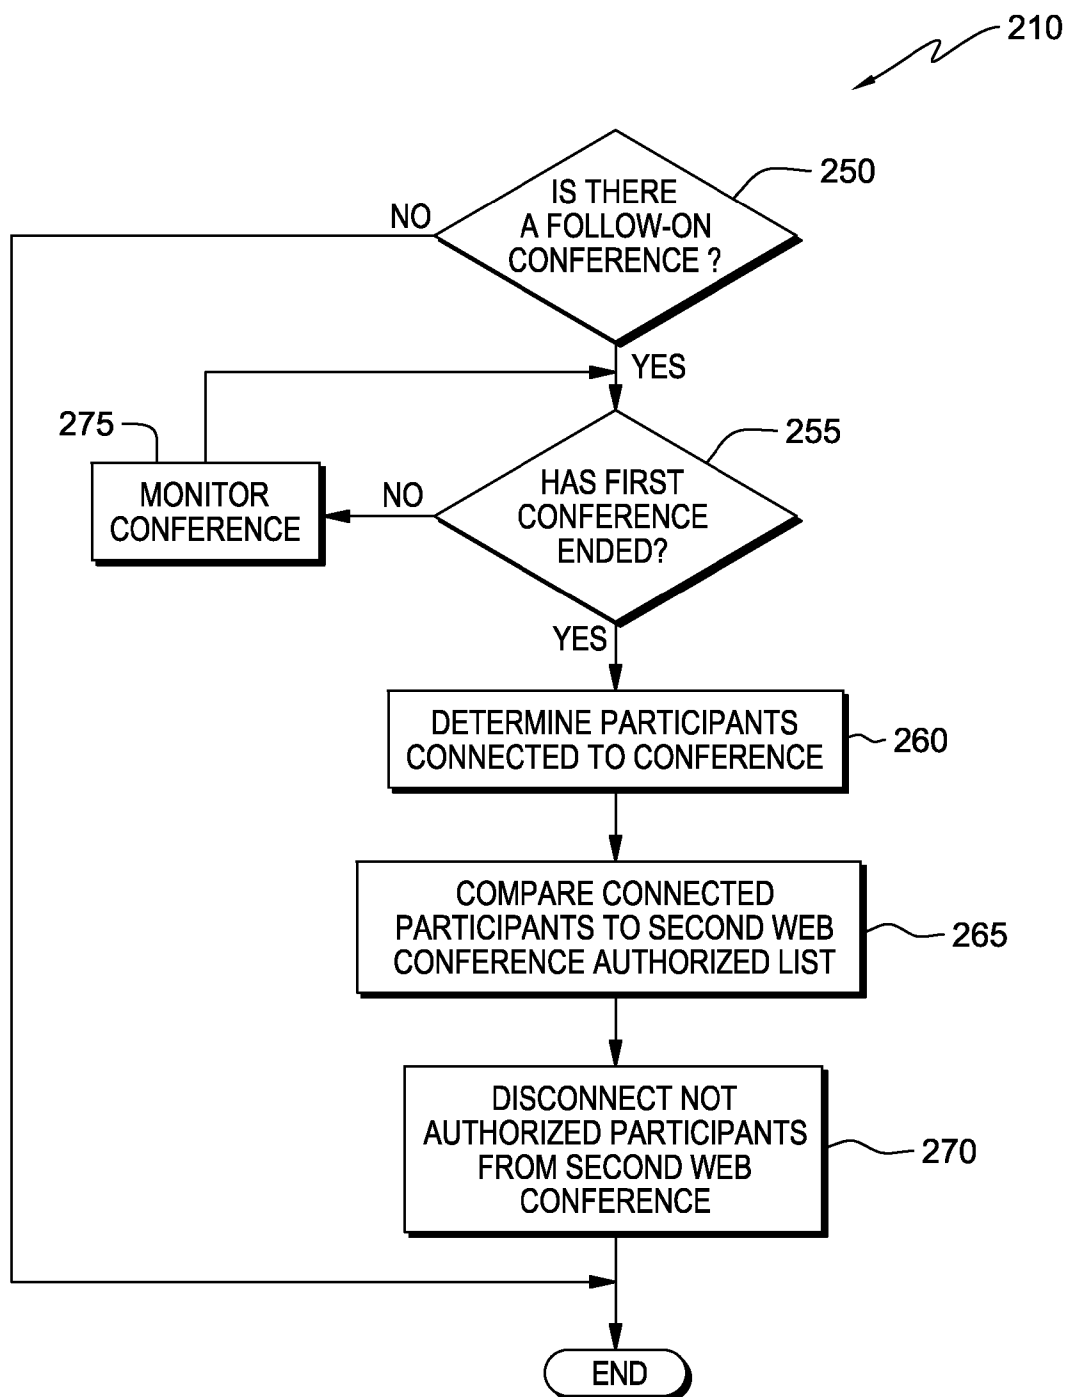 210
IS THERE
A FOLLOW-ON
CONFERENCE ?
250
NO
YES
275
MONITOR
CONFERENCE
NO
HAS FIRST
CONFERENCE
ENDED?
255
YES
DETERMINE PARTICIPANTS
CONNECTED TO CONFERENCE
260
COMPARE CONNECTED
PARTICIPANTS TO SECOND WEB
CONFERENCE AUTHORIZED LIST
265
DISCONNECT NOT
AUTHORIZED PARTICIPANTS
FROM SECOND WEB
CONFERENCE
270
END